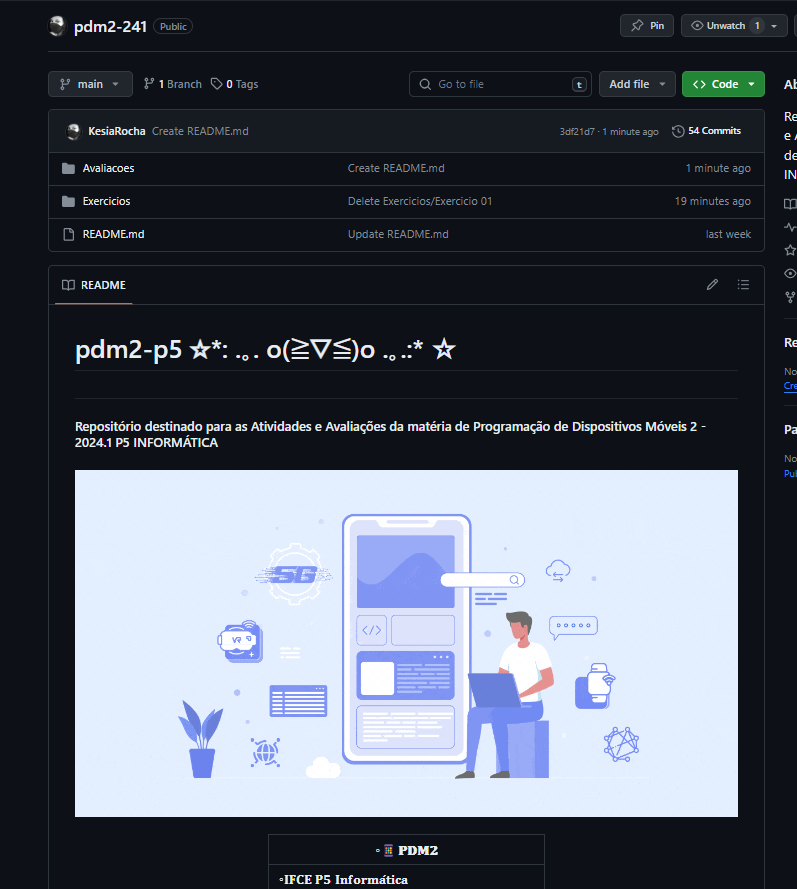 pdm2-241 Public
Pin
Unwatch 1
main
1 Branch
0 Tags
Go to file t
Add file
Code
Ab
KesiaRocha Create README.md
3df21d7 · 1 minute ago
54 Commits
Avaliacoes Create README.md 1 minute ago
Exercicios Delete Exercicios/Exercicio 01 19 minutes ago
README.md Update README.md last week
README
pdm2-p5 ☆*: .｡. o(≧▽≦)o .｡.:* ☆
Repositório destinado para as Atividades e Avaliações da matéria de Programação de Dispositivos Móveis 2 -
2024.1 P5 INFORMÁTICA
5G
VR
</>
◦📱 PDM2
◦IFCE P5 Informática
Re
e A
de
IN
Re
No
Cre
Pa
No
Pul